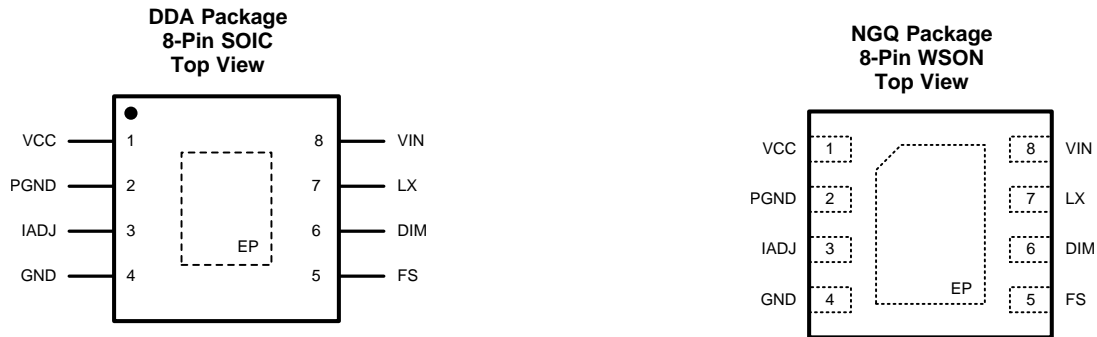 DDA Package
8-Pin SOIC
Top View
VCC 1 8 VIN
PGND 2 7 LX
IADJ 3 6 DIM
EP
GND 4 5 FS
NGQ Package
8-Pin WSON
Top View
VCC 1 8 VIN
PGND 2 7 LX
IADJ 3 6 DIM
EP
GND 4 5 FS